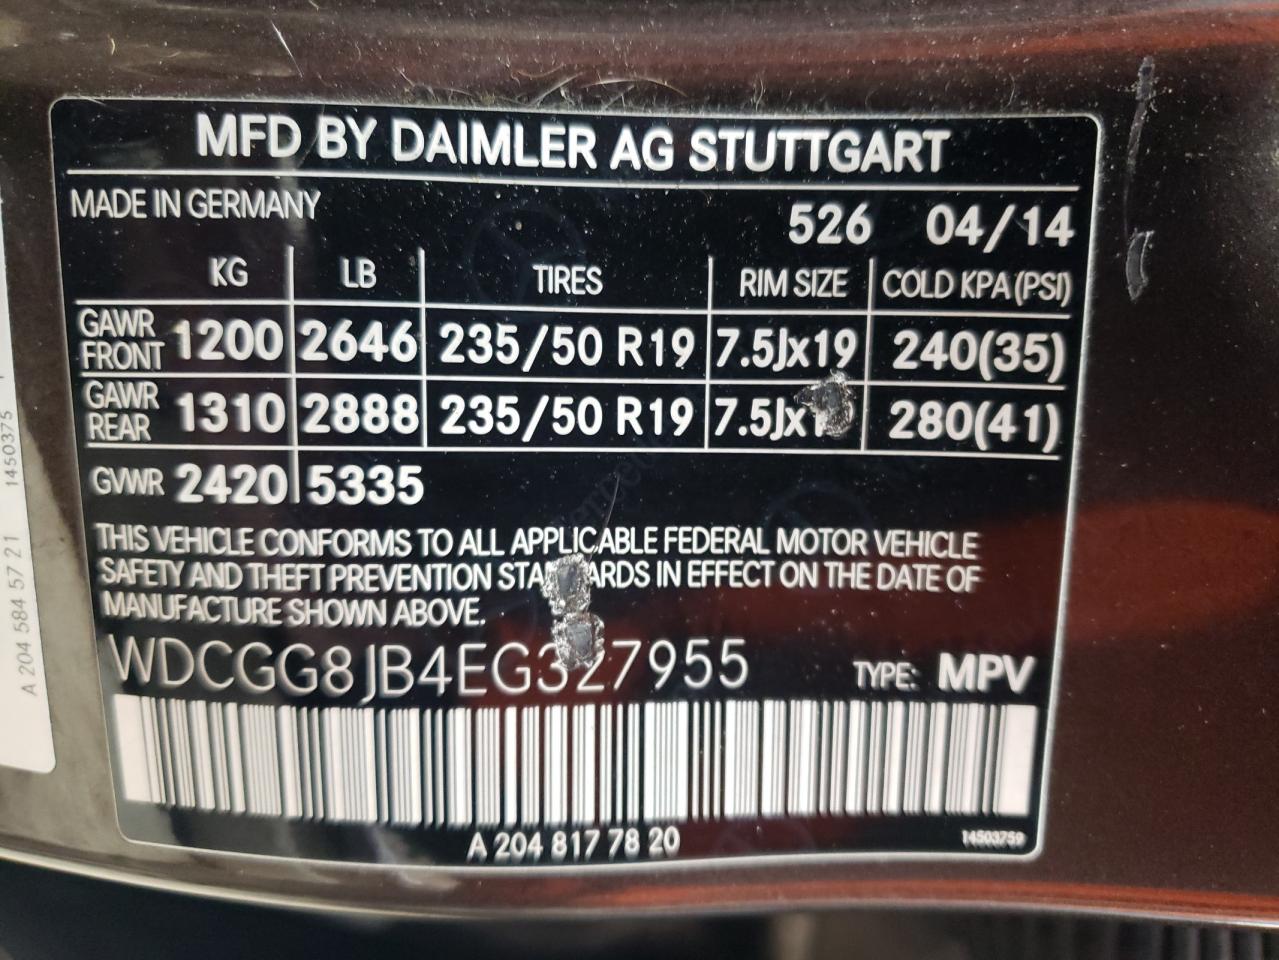 MFD BY DAIMLER AG STUTTGART
MADE IN GERMANY 526 04/14
KG LB TIRES RIM SIZE COLD KPA (PSI)
GAWR FRONT 1200 2646 235/50 R19 7.5Jx19 240(35)
GAWR REAR 1310 2888 235/50 R19 280(41)
GVWR 2420 5335
THIS VEHICLE CONFORMS TO ALL APPLICABLE FEDERAL MOTOR VEHICLE
SAFETY AND THEFT PREVENTION STANDARDS IN EFFECT ON THE DATE OF
MANUFACTURE SHOWN ABOVE.
WDCGG8JB4EG327955 TYPE: MPV
A 204 817 78 20 14503759
A 204 584 57 21 1450375